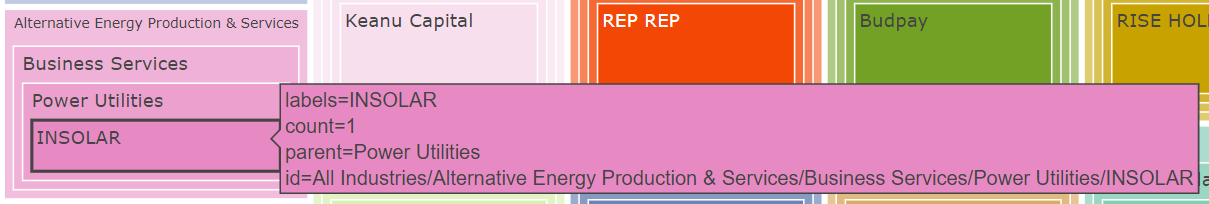 Alternative Energy Production & Services
Keanu Capital
REP REP
Budpay
RISE HOL
Business Services
Power Utilities
INSOLAR
labels=INSOLAR
count=1
parent=Power Utilities
id=All Industries/Alternative Energy Production & Services/Business Services/Power Utilities/INSOLAR